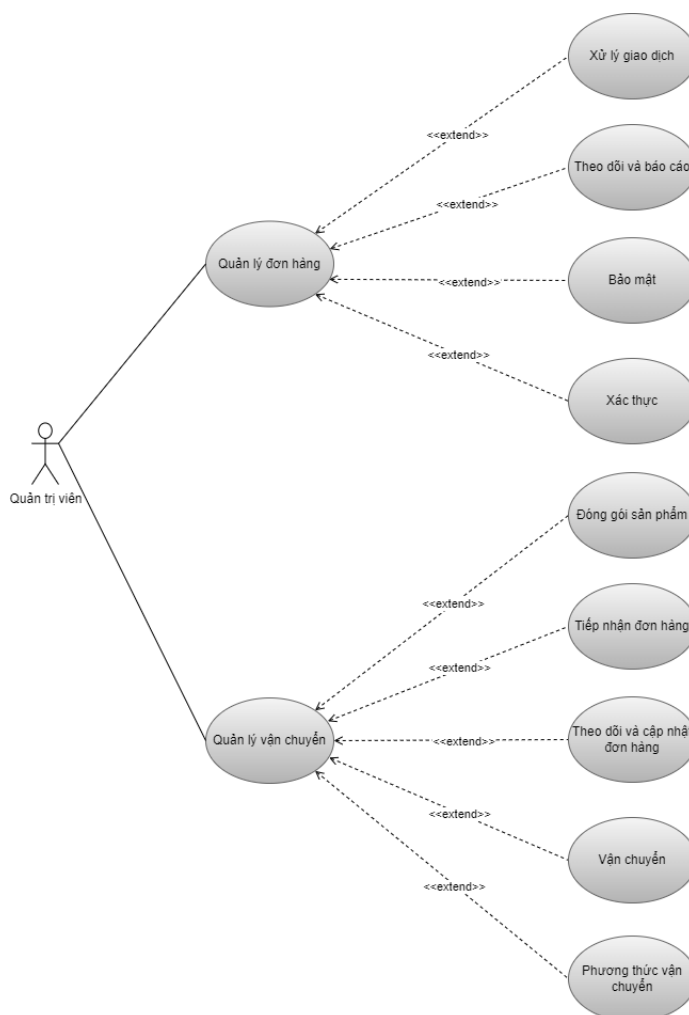 Xử lý giao dịch
<<extend>>
Theo dõi và báo cáo
<<extend>>
Quản lý đơn hàng
Bảo mật
<<extend>>
<<extend>>
Xác thực
Quản trị viên
Đóng gói sản phẩm
<<extend>>
Tiếp nhận đơn hàng
<<extend>>
Quản lý vận chuyển
Theo dõi và cập nhật
đơn hàng
<<extend>>
<<extend>>
Vận chuyển
<<extend>>
Phương thức vận
chuyển